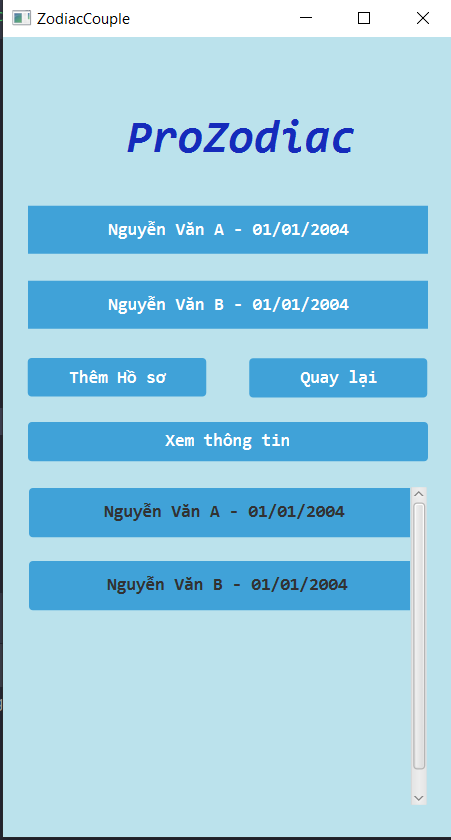 ZodiacCouple
ProZodiac
Nguyễn Văn A - 01/01/2004
Nguyễn Văn B - 01/01/2004
Thêm Hồ sơ
Quay lại
Xem thông tin
Nguyễn Văn A - 01/01/2004
Nguyễn Văn B - 01/01/2004